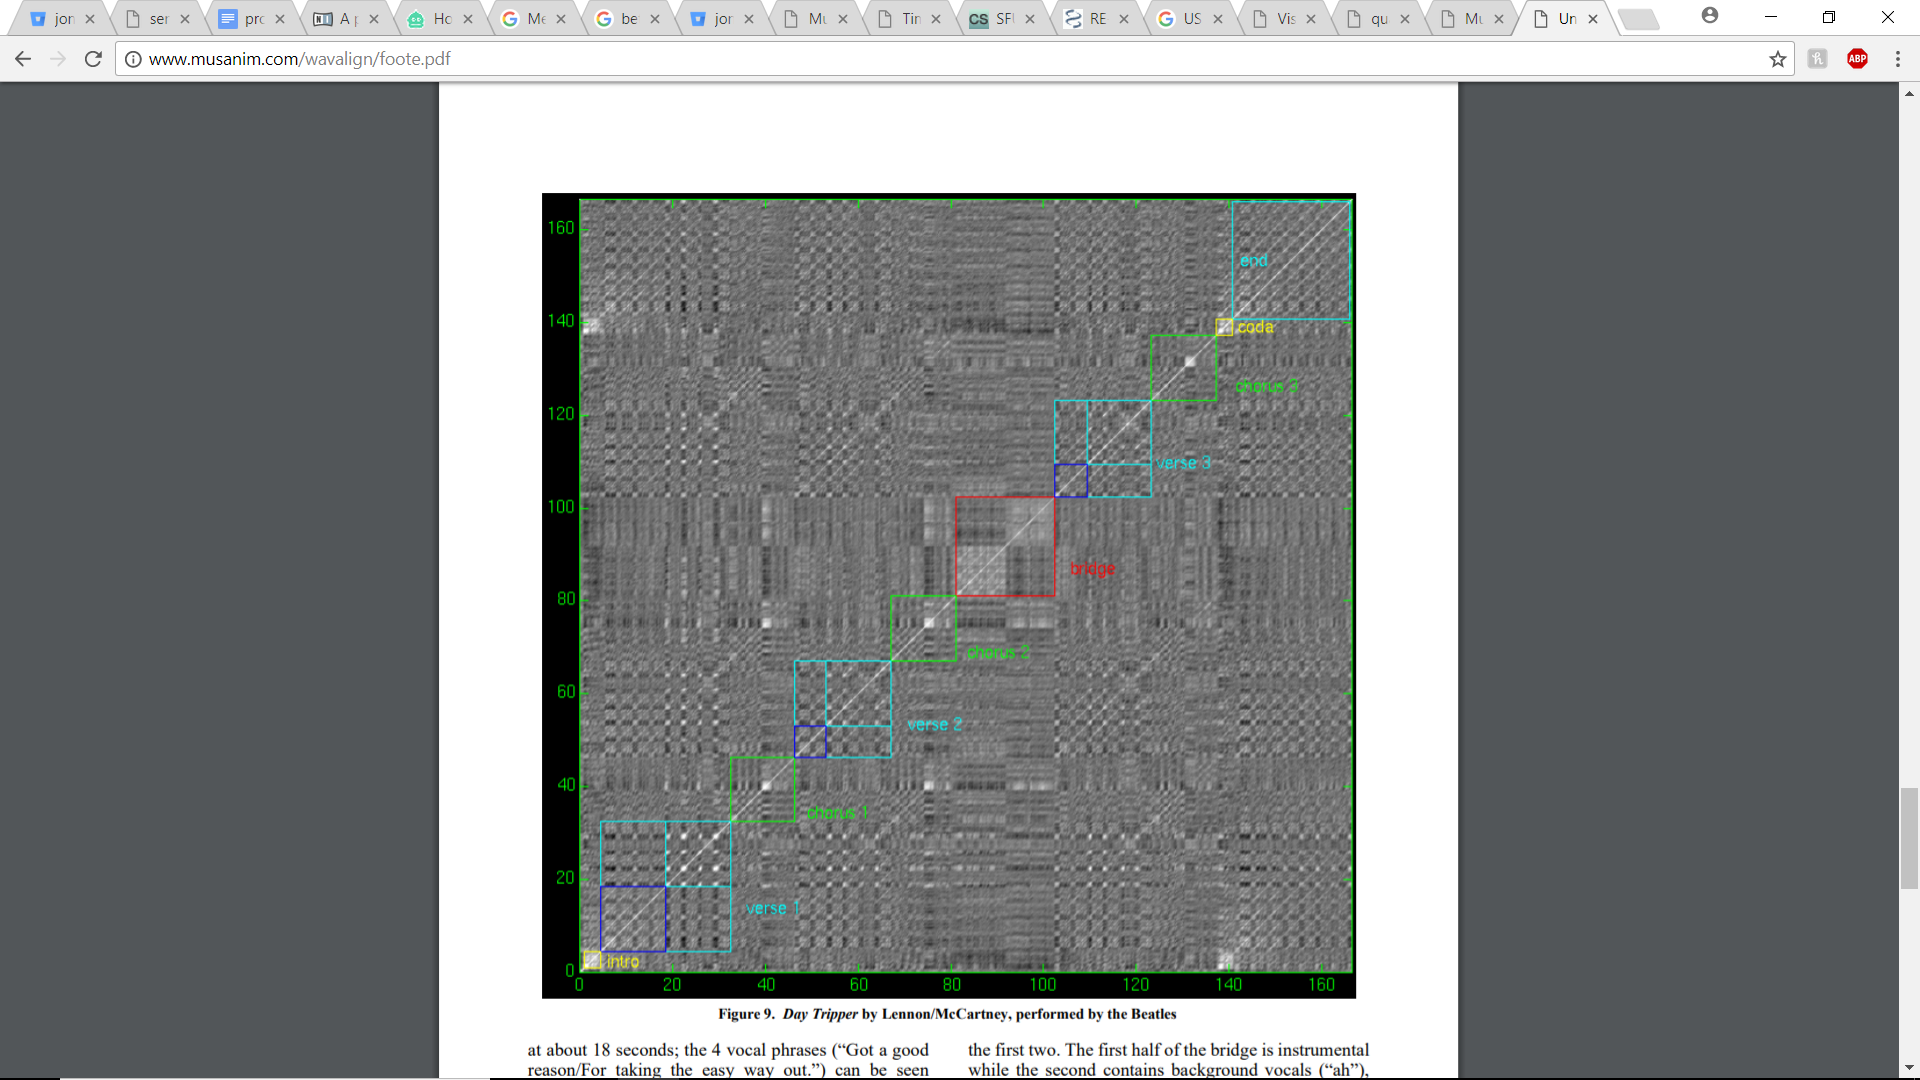 jon
ser
pro
A p
Ho
Me
be
jor
Mu
Tin
CS SFU
RE
US
Vis
qu
Mu
Un
www.musanim.com/wavalign/foote.pdf
ABP
160
end
140
coda
chorus 3
120
verse 3
100
bridge
80
chorus 2
60
verse 2
40
chorus 1
20
verse 1
intro
0
0 20 40 60 80 100 120 140 160
Figure 9. Day Tripper by Lennon/McCartney, performed by the Beatles
at about 18 seconds; the 4 vocal phrases (“Got a good
reason/For taking the easy way out.”) can be seen
the first two. The first half of the bridge is instrumental
while the second contains background vocals (“ah”),